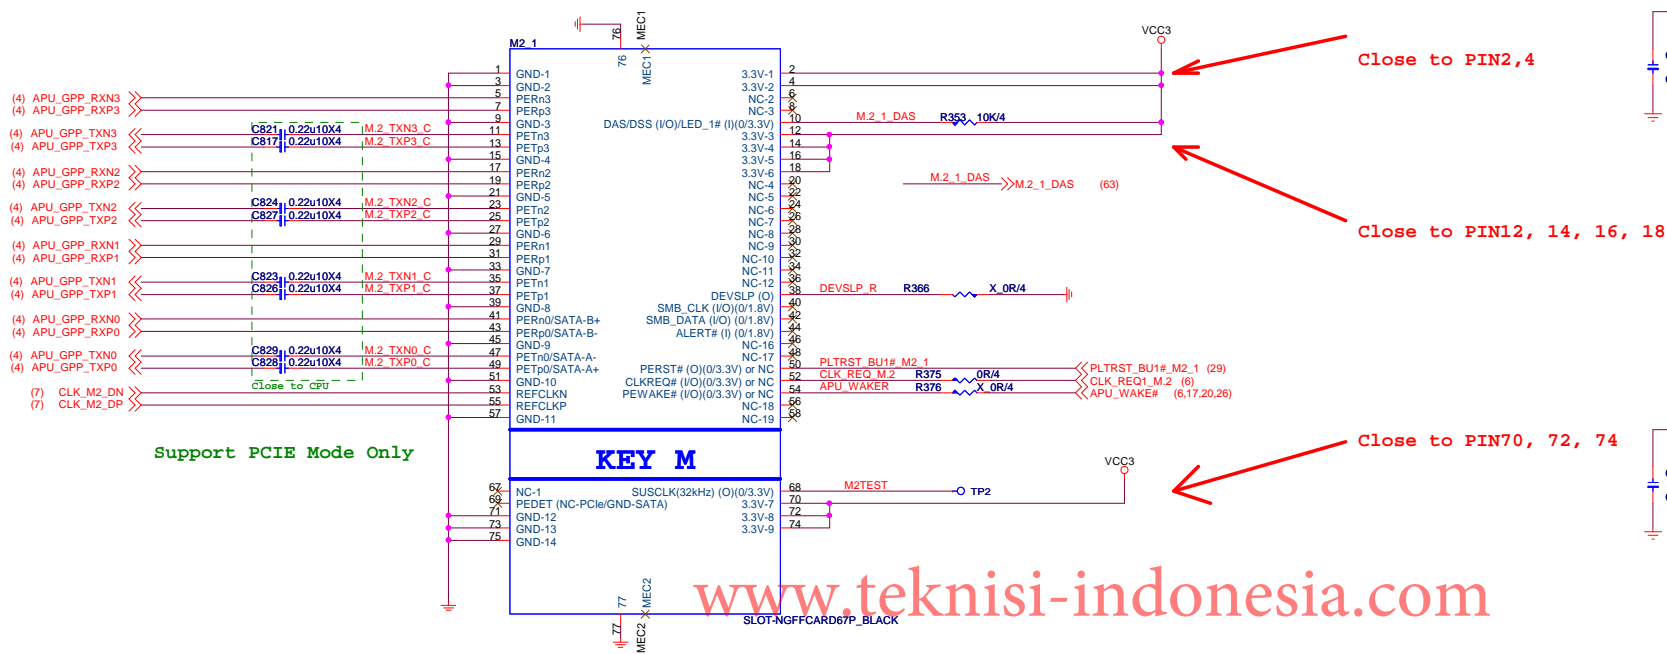 76
MEC1
VCC3
M2_1
76
MEC1
Close to PIN2,4
1 GND-1 3.3V-1 2
3 GND-2 3.3V-2 4
(4) APU_GPP_RXN3 5 PERn3 NC-2 6
(4) APU_GPP_RXP3 7 PERp3 NC-3 8
9 GND-3 DAS/DSS (I/O)/LED_1# (I)(0/3.3V) 10 M.2_1_DAS R353 10K/4
(4) APU_GPP_TXN3 C821 0.22u10X4 M.2_TXN3_C 11 PETn3 3.3V-3 12
(4) APU_GPP_TXP3 C817 0.22u10X4 M.2_TXP3_C 13 PETp3 3.3V-4 14
15 GND-4 3.3V-5 16
(4) APU_GPP_RXN2 17 PERn2 3.3V-6 18
(4) APU_GPP_RXP2 19 PERp2 NC-4 20 M.2_1_DAS M.2_1_DAS (63)
21 GND-5 NC-5 22
(4) APU_GPP_TXN2 C824 0.22u10X4 M.2_TXN2_C 23 PETn2 NC-6 24
(4) APU_GPP_TXP2 C827 0.22u10X4 M.2_TXP2_C 25 PETp2 NC-7 26
27 GND-6 NC-8 28
Close to PIN12, 14, 16, 18
(4) APU_GPP_RXN1 29 PERn1 NC-9 30
(4) APU_GPP_RXP1 31 PERp1 NC-10 32
33 GND-7 NC-11 34
(4) APU_GPP_TXN1 C823 0.22u10X4 M.2_TXN1_C 35 PETn1 NC-12 36
(4) APU_GPP_TXP1 C826 0.22u10X4 M.2_TXP1_C 37 PETp1 DEVSLP (O) 38 DEVSLP_R R366 X_0R/4
39 GND-8 SMB_CLK (I/O)(0/1.8V) 40
(4) APU_GPP_RXN0 41 PERn0/SATA-B+ SMB_DATA (I/O) (0/1.8V) 42
(4) APU_GPP_RXP0 43 PERp0/SATA-B- ALERT# (I) (0/1.8V) 44
45 GND-9 NC-16 46
(4) APU_GPP_TXN0 C829 0.22u10X4 M.2_TXN0_C 47 PETn0/SATA-A- NC-17 48
(4) APU_GPP_TXP0 C828 0.22u10X4 M.2_TXP0_C 49 PETp0/SATA-A+ PERST# (O)(0/3.3V) or NC 50 PLTRST_BU1#_M2_1 PLTRST_BU1#_M2_1 (29)
51 GND-10 CLKREQ# (I/O)(0/3.3V) or NC 52 CLK_REQ_M.2 R375 0R/4 CLK_REQ1_M.2 (6)
Close to CPU
(7) CLK_M2_DN 53 REFCLKN PEWAKE# (I/O)(0/3.3V) or NC 54 APU_WAKER R376 X_0R/4 APU_WAKE# (6,17,20,26)
(7) CLK_M2_DP 55 REFCLKP NC-18 56
57 GND-11 NC-19 58
Close to PIN70, 72, 74
Support PCIE Mode Only
KEY M
VCC3
67 NC-1 SUSCLK(32kHz) (O)(0/3.3V) 68 M2TEST TP2
69 PEDET (NC-PCIe/GND-SATA) 3.3V-7 70
71 GND-12 3.3V-8 72
73 GND-13 3.3V-9 74
75 GND-14
77
MEC2
www.teknisi-indonesia.com
SLOT-NGFFCARD67P_BLACK
77
MEC2